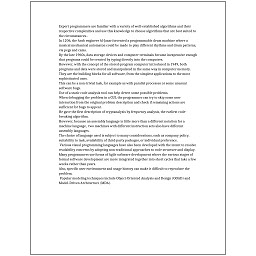 Expert programmers are familiar with a variety of well-established algorithms and their
respective complexities and use this knowledge to choose algorithms that are best suited to
the circumstances.
In 1206, the Arab engineer Al-Jazari invented a programmable drum machine where a
musical mechanical automaton could be made to play different rhythms and drum patterns,
via pegs and cams.
By the late 1960s, data storage devices and computer terminals became inexpensive enough
that programs could be created by typing directly into the computers.
However, with the concept of the stored-program computer introduced in 1949, both
programs and data were stored and manipulated in the same way in computer memory.
They are the building blocks for all software, from the simplest applications to the most
sophisticated ones.
This can be a non-trivial task, for example as with parallel processes or some unusual
software bugs.
Use of a static code analysis tool can help detect some possible problems.
When debugging the problem in a GUI, the programmer can try to skip some user
interaction from the original problem description and check if remaining actions are
sufficient for bugs to appear.
He gave the first description of cryptanalysis by frequency analysis, the earliest code-
breaking algorithm.
However, because an assembly language is little more than a different notation for a
machine language, two machines with different instruction sets also have different
assembly languages.
The choice of language used is subject to many considerations, such as company policy,
suitability to task, availability of third-party packages, or individual preference.
Various visual programming languages have also been developed with the intent to resolve
readability concerns by adopting non-traditional approaches to code structure and display.
Many programmers use forms of Agile software development where the various stages of
formal software development are more integrated together into short cycles that take a few
weeks rather than years.
Also, specific user environment and usage history can make it difficult to reproduce the
problem.
Popular modeling techniques include Object-Oriented Analysis and Design (OOAD) and
Model-Driven Architecture (MDA).